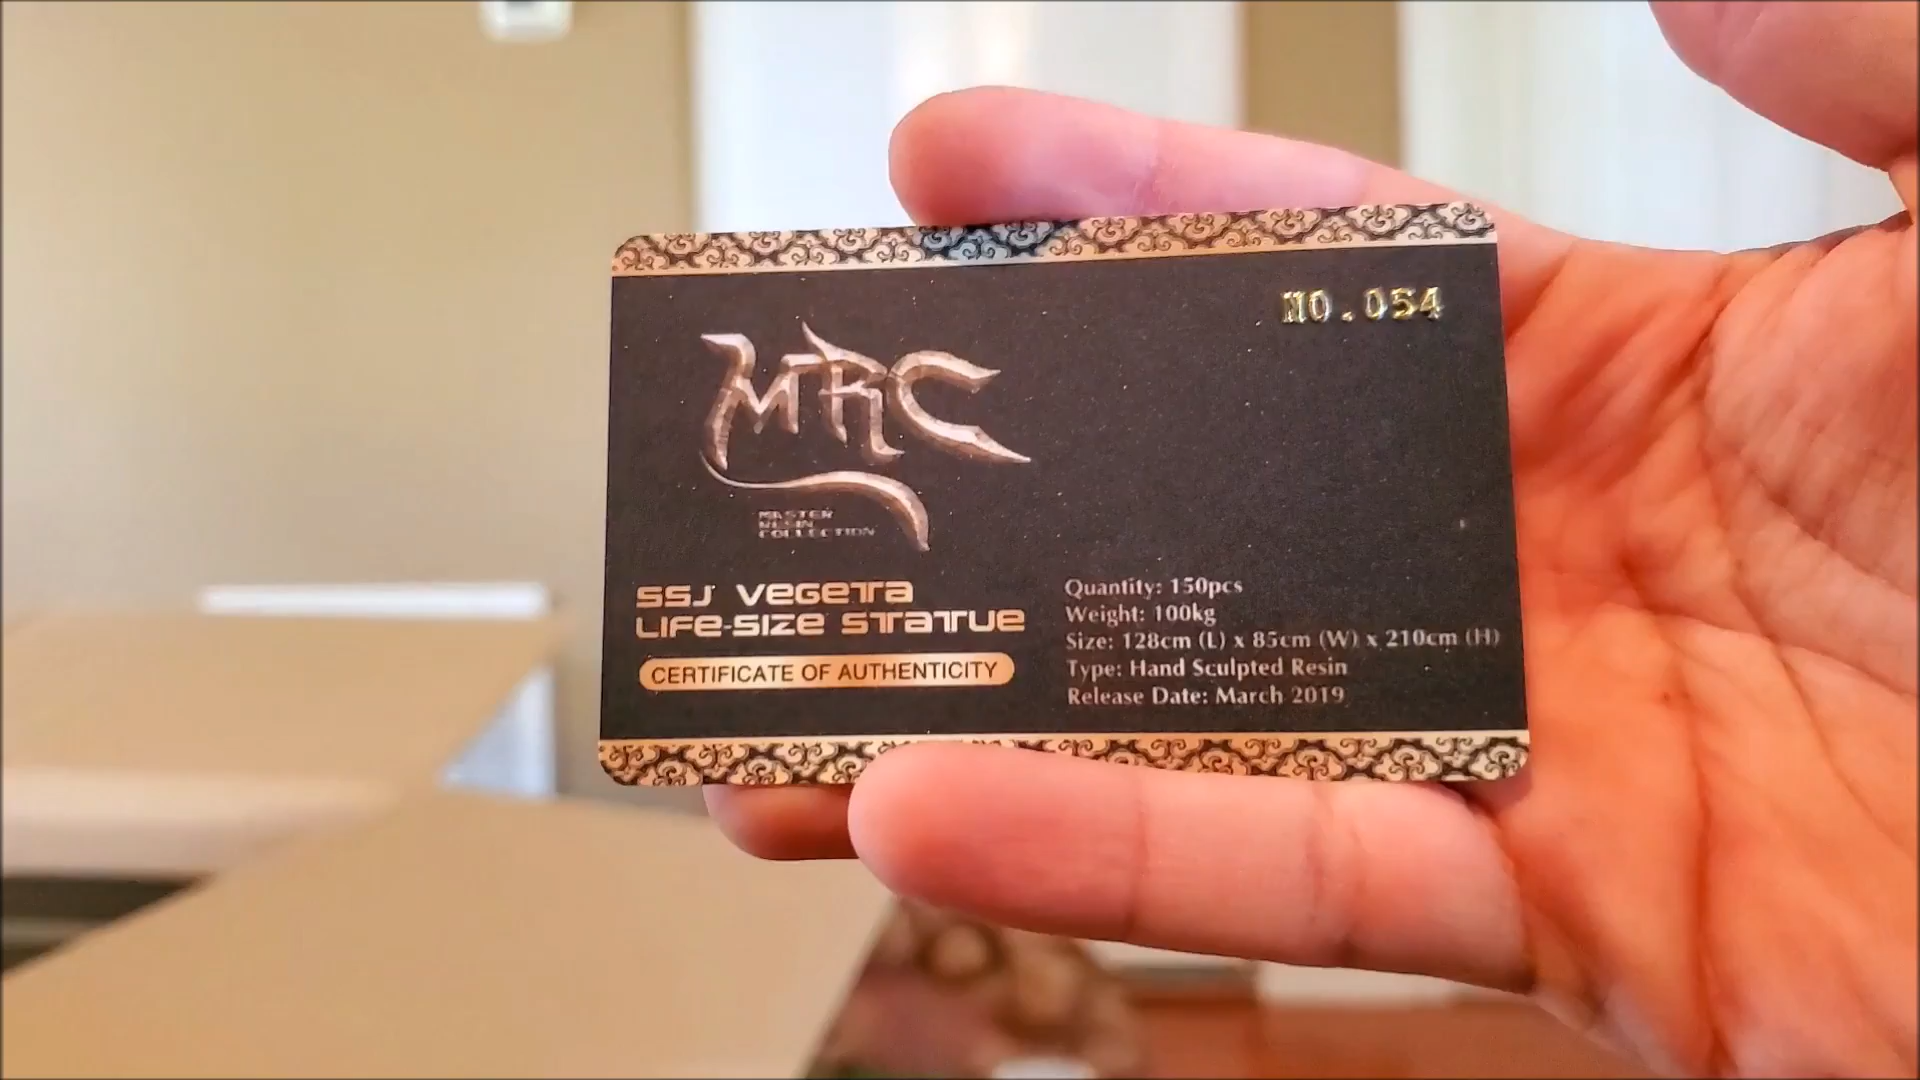 NO.054
MRC
MASTER
RESIN
COLLECTION
SSJ VEGETA
LIFE-SIZE STATUE
CERTIFICATE OF AUTHENTICITY
Quantity: 150pcs
Weight: 100kg
Size: 128cm (L) x 85cm (W) x 210cm (H)
Type: Hand Sculpted Resin
Release Date: March 2019